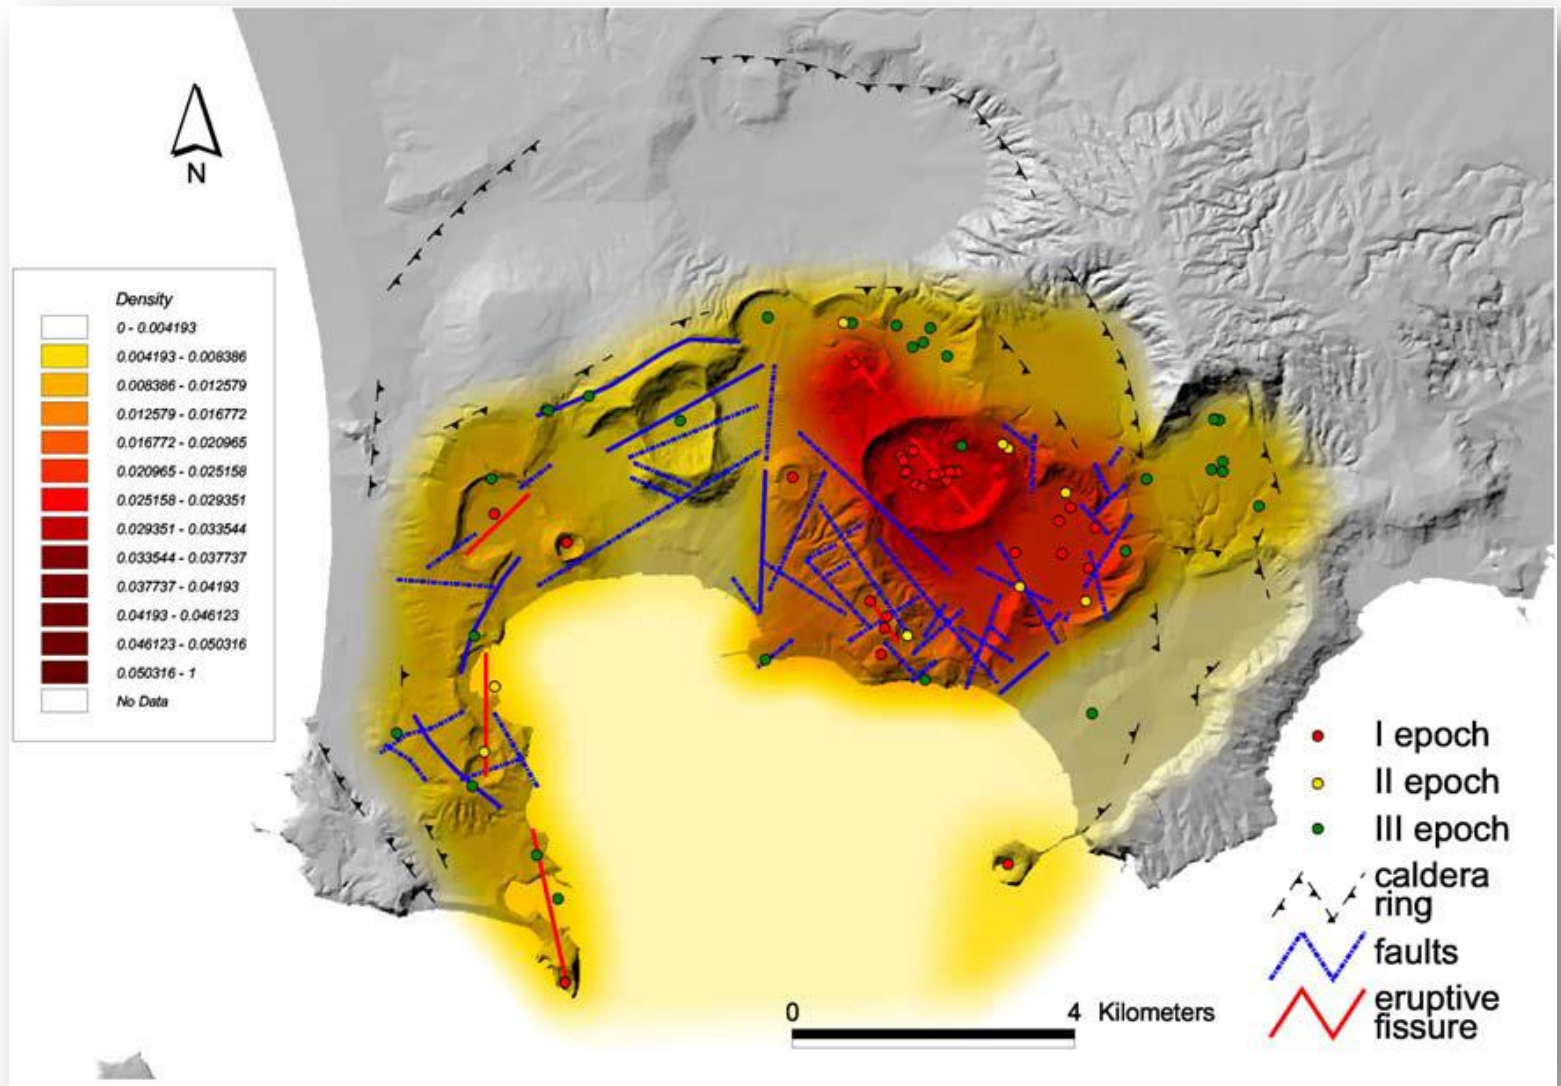 N
Density
0 - 0.004193
0.004193 - 0.008386
0.008386 - 0.012579
0.012579 - 0.016772
0.016772 - 0.020965
0.020965 - 0.025158
0.025158 - 0.029351
0.029351 - 0.033544
0.033544 - 0.037737
0.037737 - 0.04193
0.04193 - 0.046123
0.046123 - 0.050316
0.050316 - 1
No Data
I epoch
II epoch
III epoch
caldera
ring
faults
eruptive
fissure
0 4 Kilometers